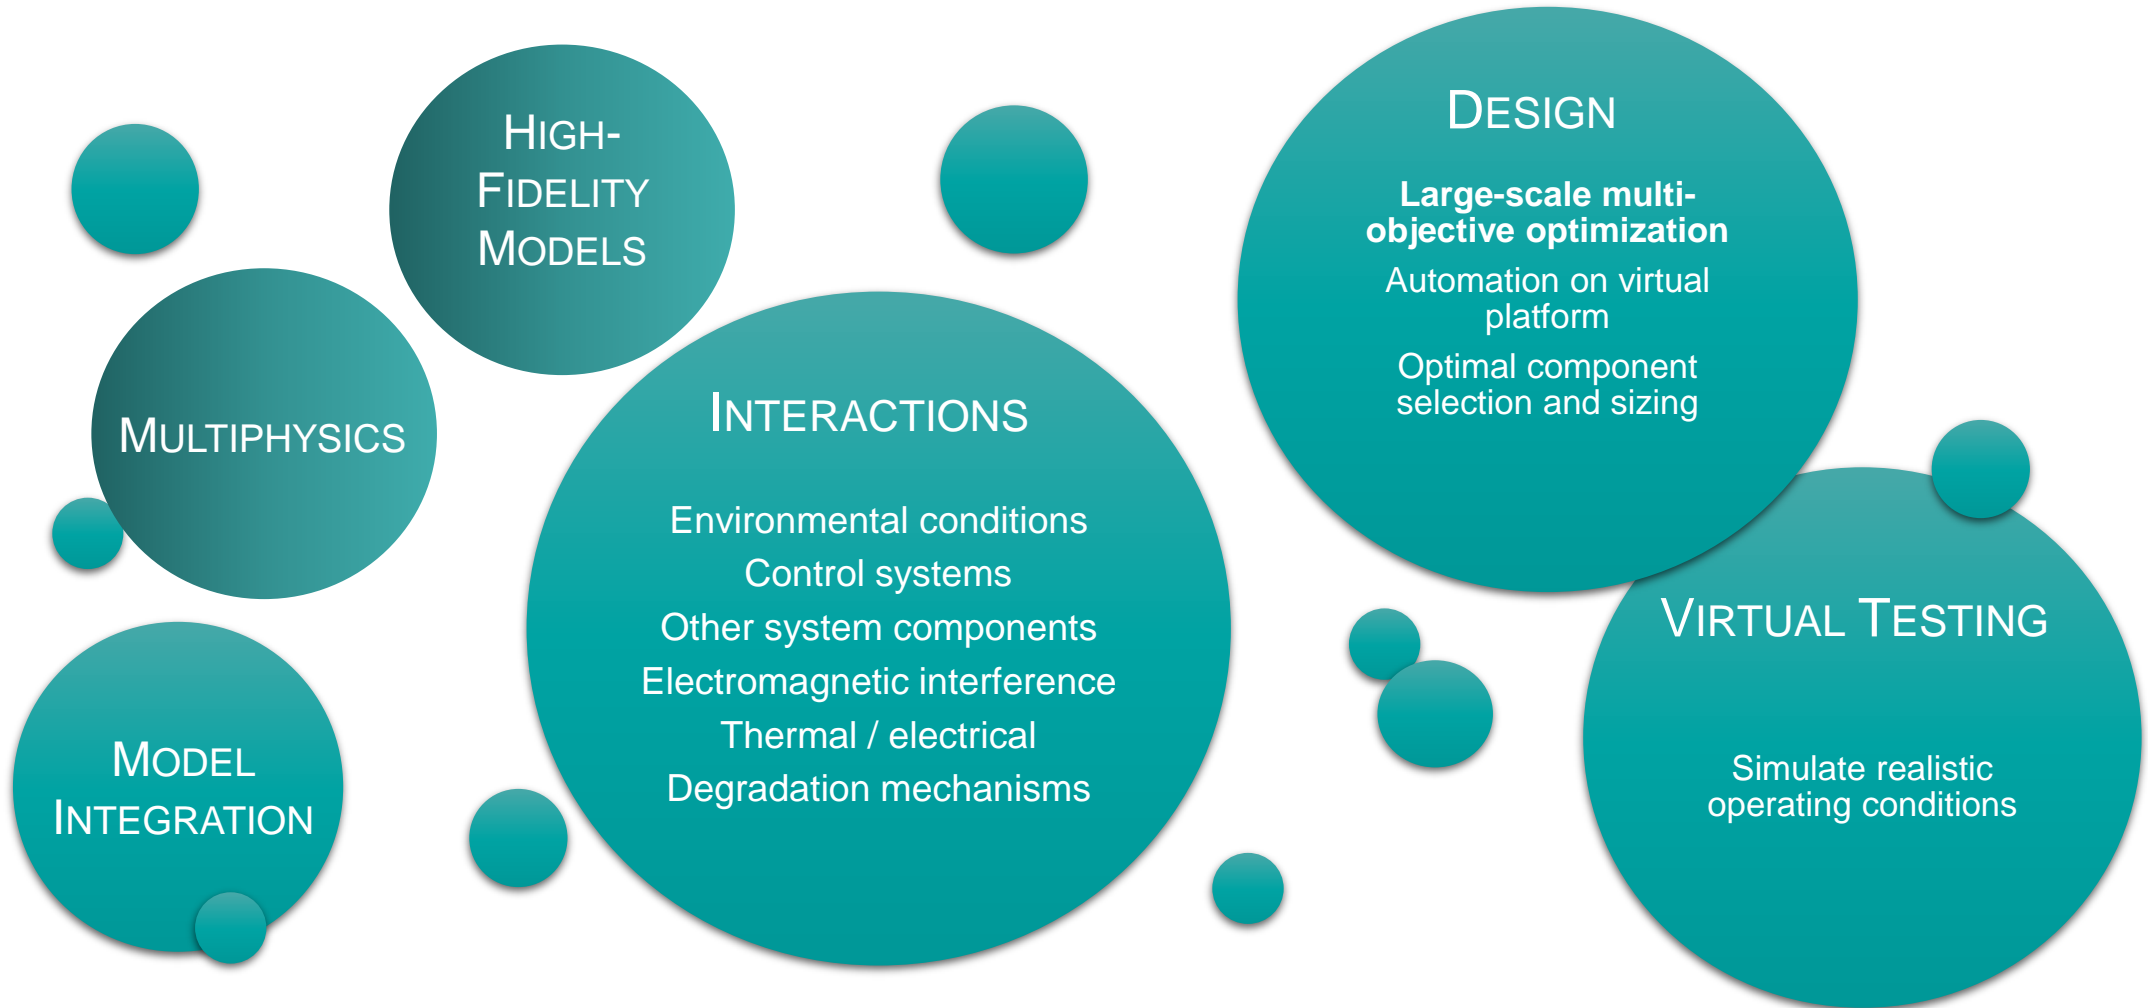 HIGH-
FIDELITY
MODELS
MULTIPHYSICS
MODEL
INTEGRATION
INTERACTIONS
Environmental conditions
Control systems
Other system components
Electromagnetic interference
Thermal / electrical
Degradation mechanisms
DESIGN
Large-scale multi-
objective optimization
Automation on virtual
platform
Optimal component
selection and sizing
VIRTUAL TESTING
Simulate realistic
operating conditions